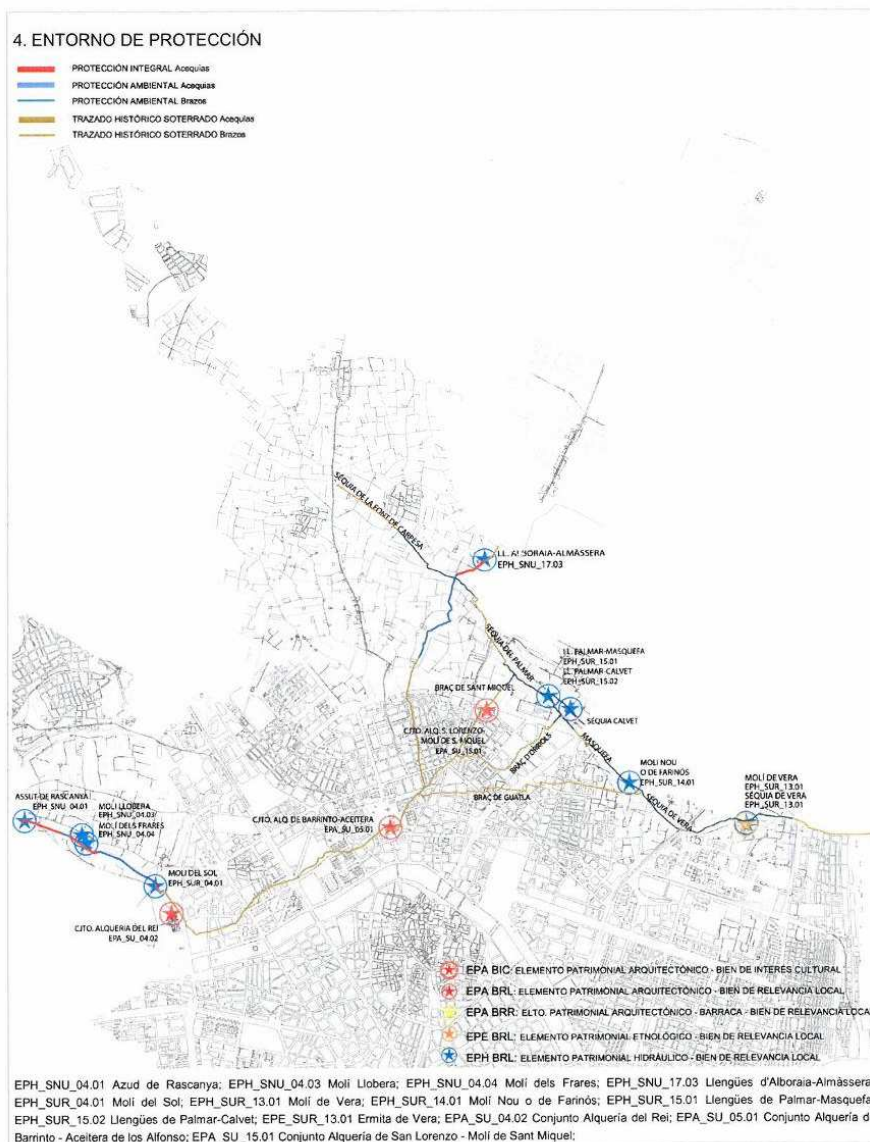 4. ENTORNO DE PROTECCIÓN
PROTECCIÓN INTEGRAL Acequias
PROTECCIÓN AMBIENTAL Acequias
PROTECCIÓN AMBIENTAL Brazos
TRAZADO HISTÓRICO SOTERRADO Acequias
TRAZADO HISTÓRICO SOTERRADO Brazos
SÉQUIA DE LA FONT DE CARPESA
LL. ALBORAIA-ALMÀSSERA
EPH_SNU_17.03
SÉQUIA DEL PALMAR
LL. PALMAR-MASQUEFA
EPH_SUR_15.01
LL. PALMAR-CALVET
EPH_SUR_15.02
BRAÇ DE SANT MIQUEL
SÉQUIA CALVET
CJTO. ALQ. S. LORENZO-
MOLÍ DE S. MIQUEL
EPA_SU_15.01
BRAÇ D'ORRIOLS
MASQUEFA
MOLI NOU
O DE FARINÓS
EPH_SUR_14.01
BRAÇ DE GUATLA
MOLÍ DE VERA
EPH_SUR_13.01
SÉQUIA DE VERA
EPH_SUR_13.01
SÉQUIA DE VERA
ASSUT DE RASCANYA
EPH_SNU_04.01
MOLI LLOBERA
EPH_SNU_04.03/
MOLÍ DELS FRARES
EPH_SNU_04.04
CJTO. ALQ. DE BARRINTO-ACEITERA
EPA_SU_05.01
MOLI DEL SOL
EPH_SUR_04.01
CJTO. ALQUERIA DEL REI
EPA_SU_04.02
EPA BIC: ELEMENTO PATRIMONIAL ARQUITECTÓNICO - BIEN DE INTERÉS CULTURAL
EPA BRL: ELEMENTO PATRIMONIAL ARQUITECTÓNICO - BIEN DE RELEVANCIA LOCAL
EPA BRR: ELTO. PATRIMONIAL ARQUITECTÓNICO - BARRACA - BIEN DE RELEVANCIA LOCA
EPE BRL: ELEMENTO PATRIMONIAL ETNOLÓGICO - BIEN DE RELEVANCIA LOCAL
EPH BRL: ELEMENTO PATRIMONIAL HIDRÁULICO - BIEN DE RELEVANCIA LOCAL
EPH_SNU_04.01 Azud de Rascanya; EPH_SNU_04.03 Molí Llobera; EPH_SNU_04.04 Molí dels Frares; EPH_SNU_17.03 Llengües d'Alboraia-Almàssera
EPH_SUR_04.01 Molí del Sol; EPH_SUR_13.01 Molí de Vera; EPH_SUR_14.01 Molí Nou o de Farinós; EPH_SUR_15.01 Llengües de Palmar-Masquefa
EPH_SUR_15.02 Llengües de Palmar-Calvet; EPE_SUR_13.01 Ermita de Vera; EPA_SU_04.02 Conjunto Alquería del Rei; EPA_SU_05.01 Conjunto Alquería d
Barrinto - Aceitera de los Alfonso; EPA_SU_15.01 Conjunto Alquería de San Lorenzo - Molí de Sant Miquel;